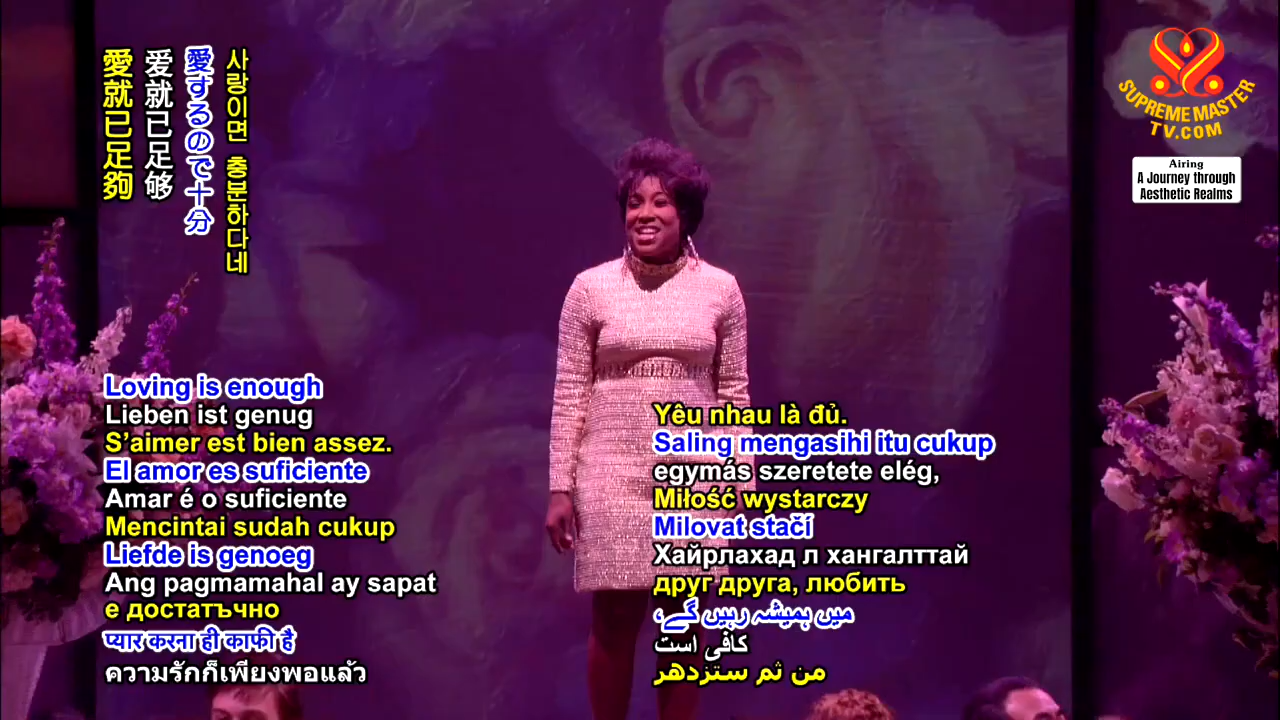 愛就已足夠
爱就已足够
愛するので十分
사랑이면 충분하다네
SUPREME MASTER
TV.COM
Airing
A Journey through
Aesthetic Realms
Loving is enough
Lieben ist genug
S’aimer est bien assez.
El amor es suficiente
Amar é o suficiente
Mencintai sudah cukup
Liefde is genoeg
Ang pagmamahal ay sapat
е достатъчно
प्यार करना ही काफी है
ความรักก็เพียงพอแล้ว
Yêu nhau là đủ.
Saling mengasihi itu cukup
egymás szeretete elég,
Miłość wystarczy
Milovat stačí
Хайрлахад л хангалттай
друг друга, любить
میں ہمیشہ رہیں گے،
کافی است
من ثم ستزدهر